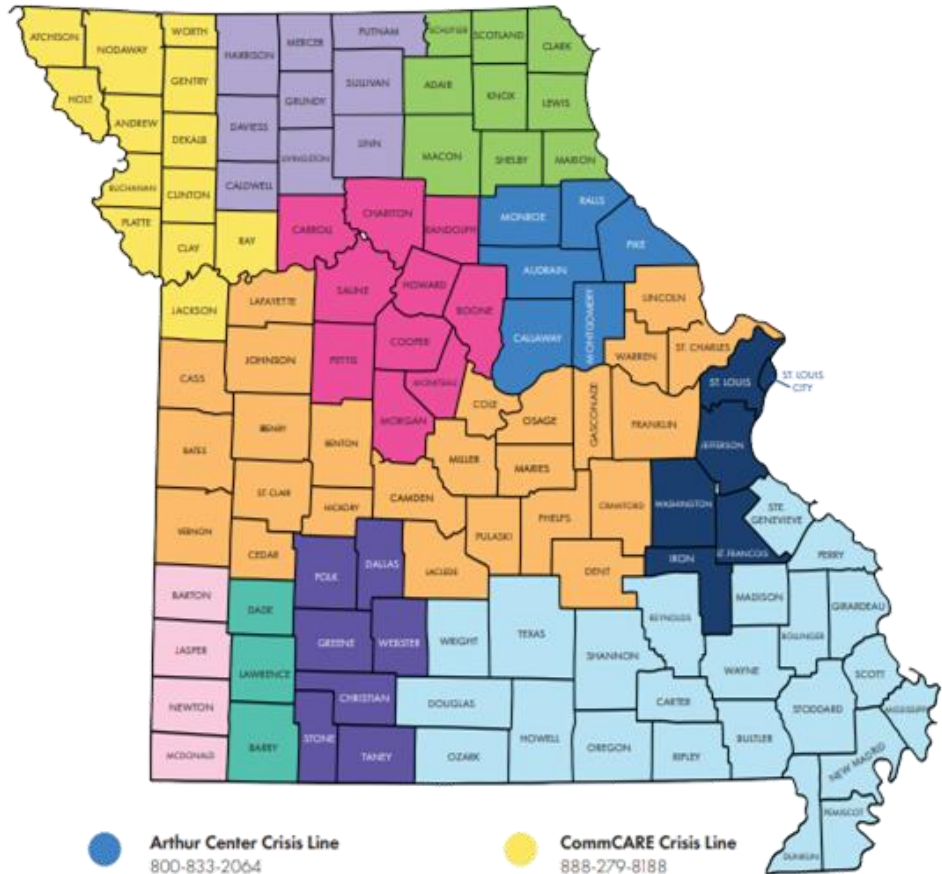 ATCHISON
NODAWAY
WORTH
HARRISON
MERCER
PUTNAM
SCHUYLER
SCOTLAND
CLARK
HOLT
GENTRY
SULLIVAN
ADAIR
KNOX
LEWIS
ANDREW
DEKALB
DAVIESS
GRUNDY
LINN
MACON
SHELBY
MARION
BUCHANAN
CLINTON
CALDWELL
LIVINGSTON
PLATTE
CLAY
RAY
CARROLL
CHARITON
RANDOLPH
MONROE
RALLS
PIKE
JACKSON
LAFAYETTE
SALINE
HOWARD
BOONE
AUDRAIN
LINCOLN
CASS
JOHNSON
PETTIS
COOPER
MONITEAU
CALLAWAY
MONTGOMERY
WARREN
ST. CHARLES
ST. LOUIS
ST. LOUIS
CITY
BATES
HENRY
BENTON
MORGAN
COLE
OSAGE
GASCONADE
FRANKLIN
JEFFERSON
MILLER
MARIES
VERNON
ST. CLAIR
HICKORY
CAMDEN
PULASKI
PHELPS
CRAWFORD
WASHINGTON
STE.
GENEVIEVE
CEDAR
POLK
DALLAS
LACLEDE
DENT
IRON
ST. FRANCOIS
PERRY
BARTON
DADE
GREENE
WEBSTER
WRIGHT
TEXAS
REYNOLDS
MADISON
BOLLINGER
GIRARDEAU
JASPER
LAWRENCE
CHRISTIAN
SHANNON
WAYNE
SCOTT
NEWTON
DOUGLAS
CARTER
STODDARD
MISSISSIPPI
MCDONALD
BARRY
STONE
TANEY
OZARK
HOWELL
OREGON
RIPLEY
BUTLER
NEW MADRID
PEMISCOT
DUNKLIN
Arthur Center Crisis Line
800-833-2064
CommCARE Crisis Line
888-279-8188